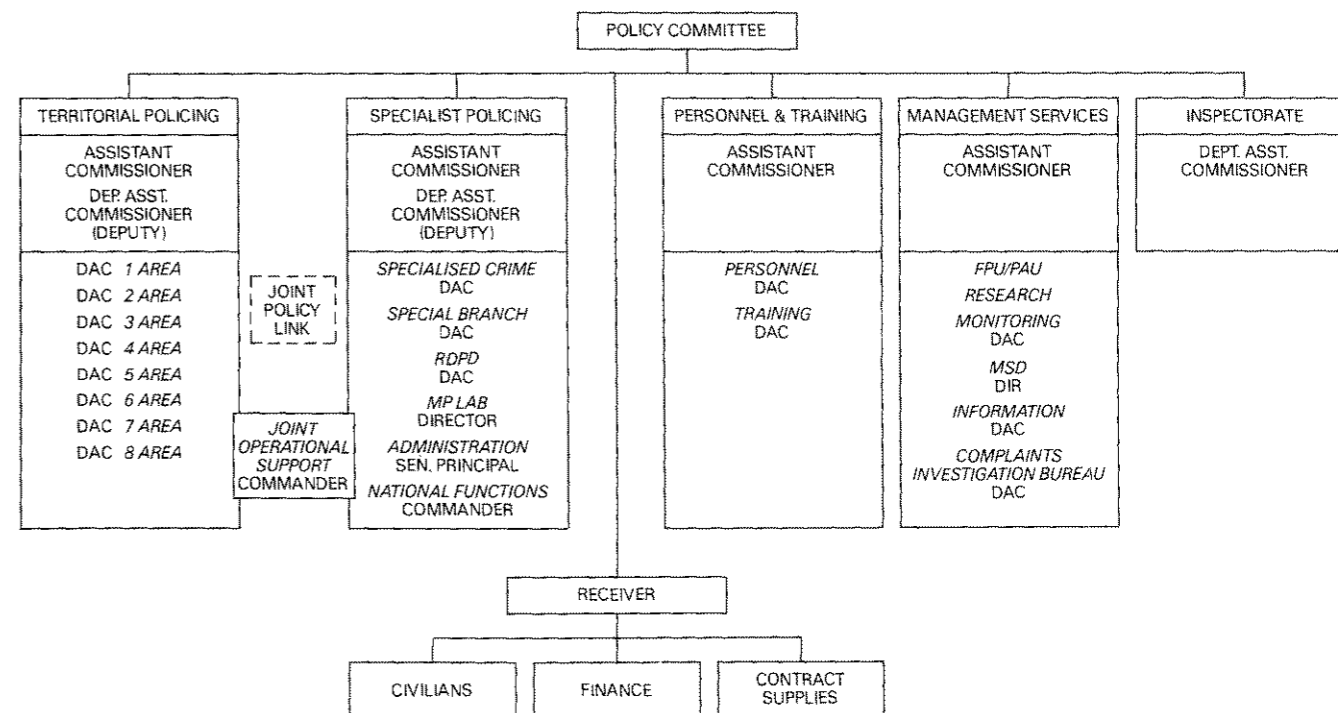 POLICY COMMITTEE
TERRITORIAL POLICING
ASSISTANT
COMMISSIONER
DEP. ASST.
COMMISSIONER
(DEPUTY)
DAC 1 AREA
DAC 2 AREA
DAC 3 AREA
DAC 4 AREA
DAC 5 AREA
DAC 6 AREA
DAC 7 AREA
DAC 8 AREA
JOINT
POLICY
LINK
JOINT
OPERATIONAL
SUPPORT
COMMANDER
SPECIALIST POLICING
ASSISTANT
COMMISSIONER
DEP. ASST.
COMMISSIONER
(DEPUTY)
SPECIALISED CRIME
DAC
SPECIAL BRANCH
DAC
RDPD
DAC
MP LAB
DIRECTOR
ADMINISTRATION
SEN. PRINCIPAL
NATIONAL FUNCTIONS
COMMANDER
PERSONNEL & TRAINING
ASSISTANT
COMMISSIONER
PERSONNEL
DAC
TRAINING
DAC
MANAGEMENT SERVICES
ASSISTANT
COMMISSIONER
FPU/PAU
RESEARCH
MONITORING
DAC
MSD
DIR
INFORMATION
DAC
COMPLAINTS
INVESTIGATION BUREAU
DAC
INSPECTORATE
DEPT. ASST.
COMMISSIONER
RECEIVER
CIVILIANS
FINANCE
CONTRACT
SUPPLIES